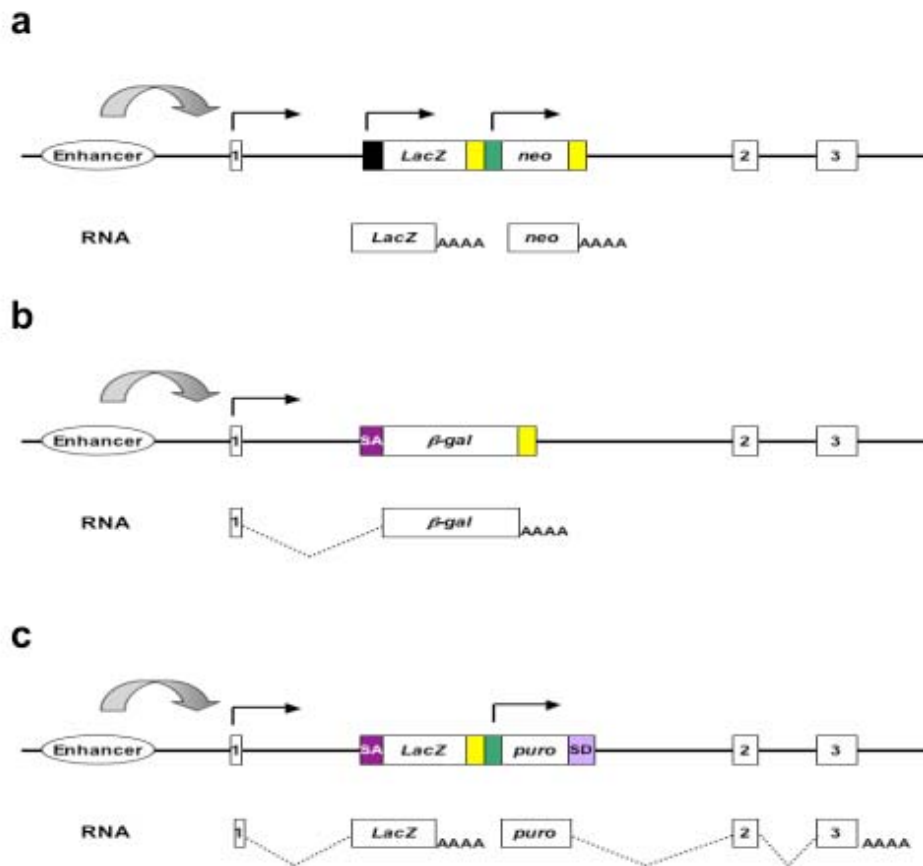 a
Enhancer 1 LacZ neo 2 3
RNA LacZ AAAA neo AAAA
b
Enhancer 1 SA β-gal 2 3
RNA 1 β-gal AAAA
c
Enhancer 1 SA LacZ puro SD 2 3
RNA 1 LacZ AAAA puro 2 3 AAAA